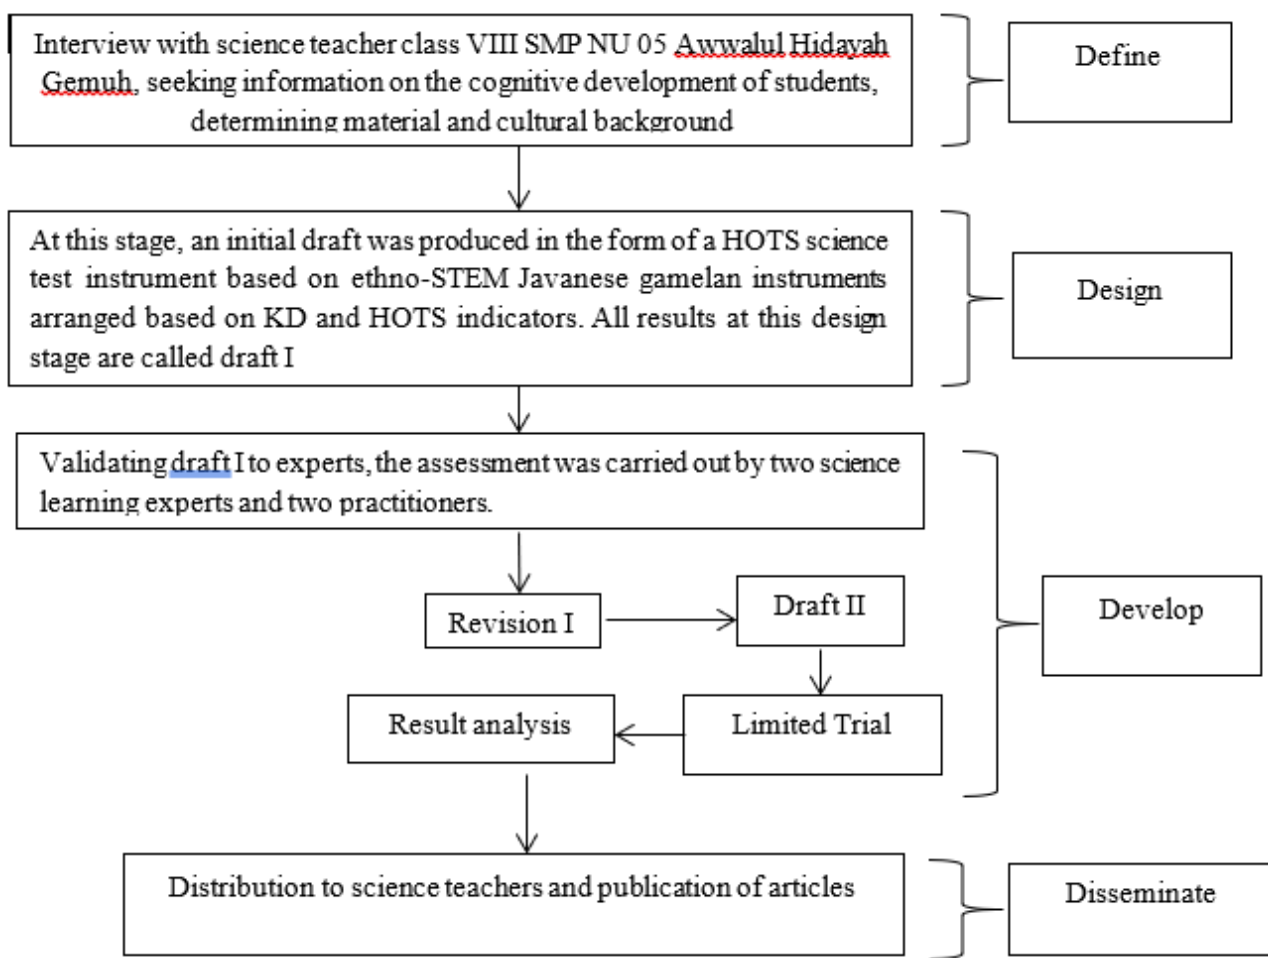 Interview with science teacher class VIII SMP NU 05 Awwalul Hidayah
Gemuh, seeking information on the cognitive development of students,
determining material and cultural background
Define
At this stage, an initial draft was produced in the form of a HOTS science
test instrument based on ethno-STEM Javanese gamelan instruments
arranged based on KD and HOTS indicators. All results at this design
stage are called draft I
Design
Validating draft I to experts, the assessment was carried out by two science
learning experts and two practitioners.
Revision I
Draft II
Develop
Result analysis
Limited Trial
Distribution to science teachers and publication of articles
Disseminate